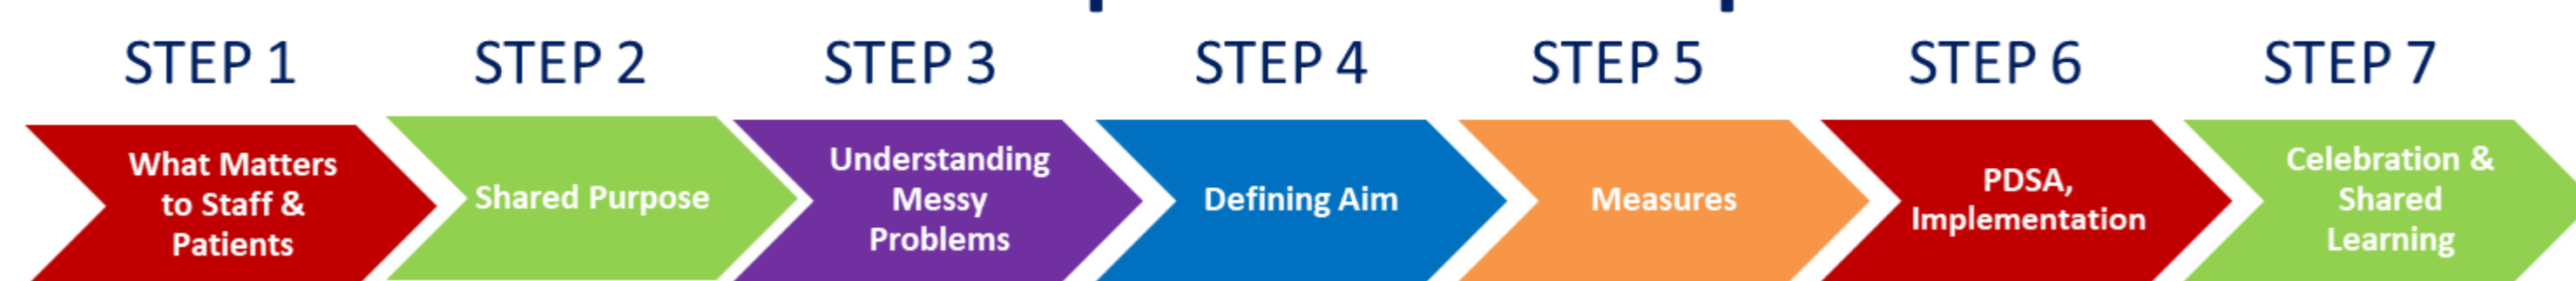 STEP 1
STEP 2
STEP 3
STEP 4
STEP 5
STEP 6
STEP 7
What Matters
to Staff &
Patients
Shared Purpose
Understanding
Messy
Problems
Defining Aim
Measures
PDSA,
Implementation
Celebration &
Shared
Learning